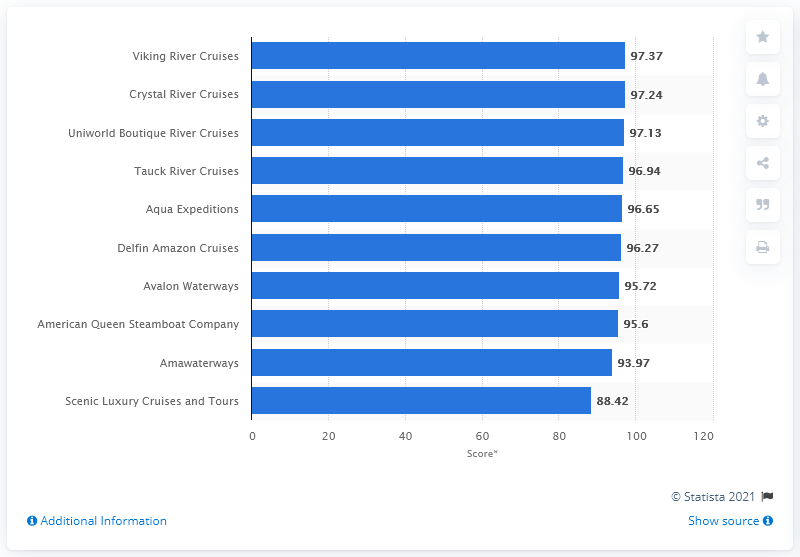 Viking River Cruises 97.37
Crystal River Cruises 97.24
Uniworld Boutique River Cruises 97.13
Tauck River Cruises 96.94
Aqua Expeditions 96.65
Delfin Amazon Cruises 96.27
Avalon Waterways 95.72
American Queen Steamboat Company 95.6
Amawaterways 93.97
Scenic Luxury Cruises and Tours 88.42
0 20 40 60 80 100 120
Score*
© Statista 2021
Additional Information Show source